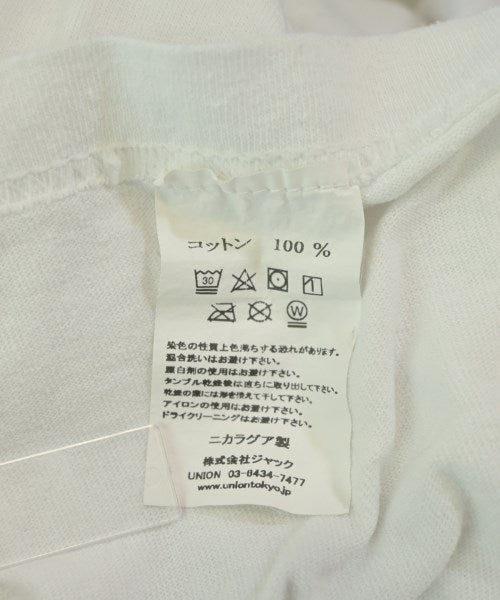 コットン 100 %
30
W
染色の性質上色落ちする恐れがあります。
混合洗いはお避け下さい。
漂白剤の使用はお避け下さい。
タンブル乾燥後は直ちに取り出して下さい。
乾燥の際には形を整えて干して下さい。
アイロンの使用はお避け下さい。
ドライクリーニングはお避け下さい。
ニカラグア製
株式会社ジャック
UNION 03-6434-7477
www.uniontokyo.jp